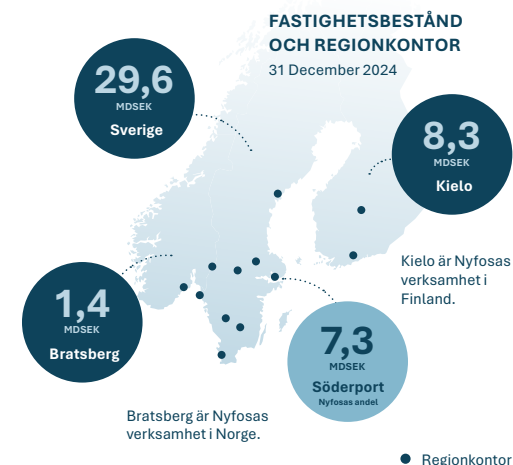 FASTIGHETSBESTÅND
OCH REGIONKONTOR
31 December 2024
29,6
MDSEK
Sverige
8,3
MDSEK
Kielo
Kielo är Nyfosas
verksamhet i
Finland.
1,4
MDSEK
Bratsberg
7,3
MDSEK
Söderport
Nyfosas andel
Bratsberg är Nyfosas
verksamhet i Norge.
Regionkontor